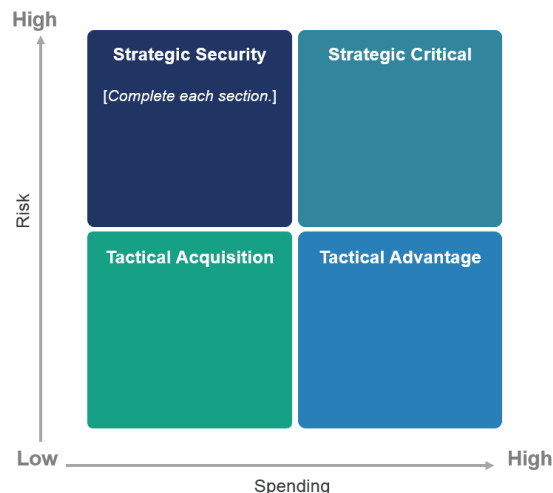 High
Strategic Security
Strategic Critical
[Complete each section.]
Risk
Tactical Acquisition
Tactical Advantage
Low
High
Spending